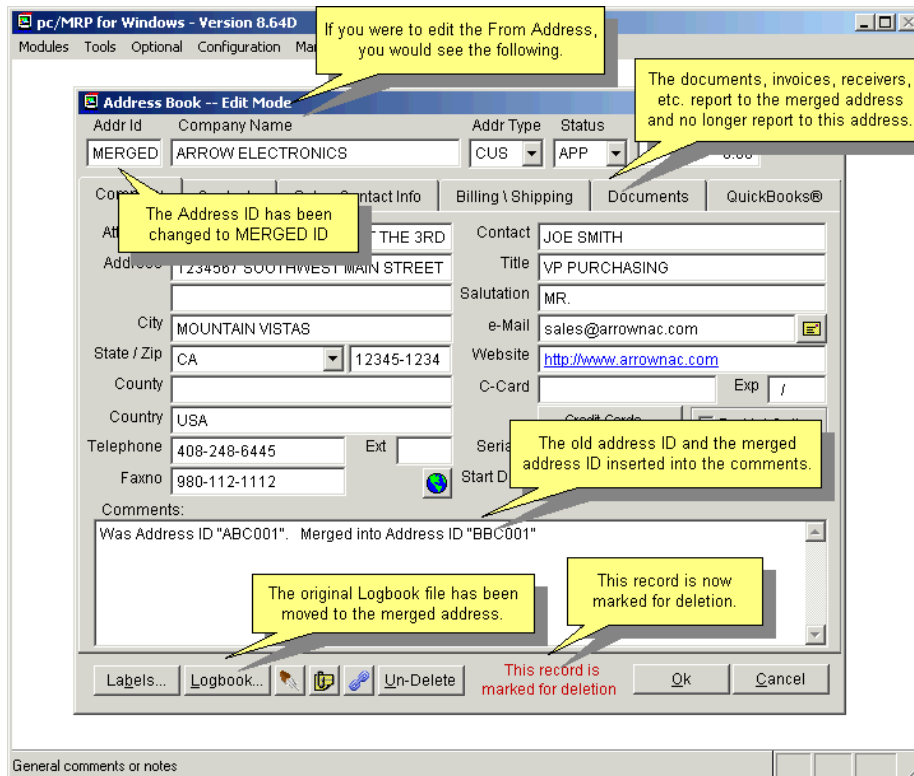 pc/MRP for Windows - Version 8.64D
Modules Tools Optional Configuration
If you were to edit the From Address,
you would see the following.
The documents, invoices, receivers,
etc. report to the merged address
and no longer report to this address.
Address Book -- Edit Mode
Addr Id Company Name Addr Type Status
MERGED ARROW ELECTRONICS CUS APP
Billing \ Shipping Documents QuickBooks®
The Address ID has been
changed to MERGED ID
THE 3RD Contact JOE SMITH
Address 1234567 SOUTHWEST MAIN STREET Title VP PURCHASING
Salutation MR.
City MOUNTAIN VISTAS e-Mail sales@arrownac.com
State / Zip CA 12345-1234 Website http://www.arrownac.com
County C-Card Exp /
Country USA
Telephone 408-248-6445 Ext
Faxno 980-112-1112 Start
The old address ID and the merged
address ID inserted into the comments.
Comments:
Was Address ID "ABC001". Merged into Address ID "BBC001"
The original Logbook file has been
moved to the merged address.
This record is now
marked for deletion.
Labels... Logbook... Un-Delete This record is
marked for deletion Ok Cancel
General comments or notes